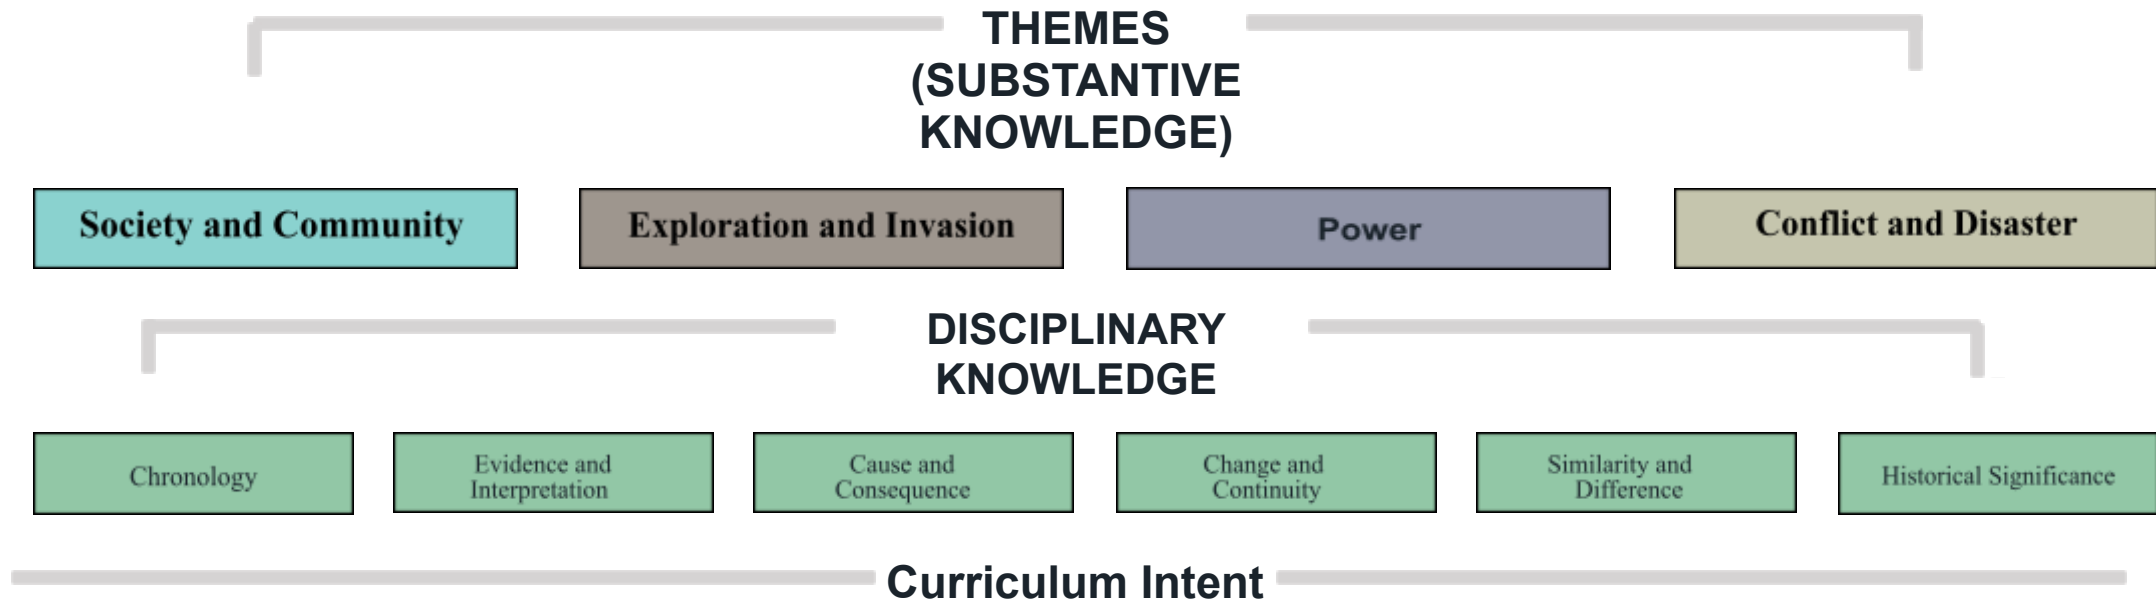 THEMES
(SUBSTANTIVE
KNOWLEDGE)
Society and Community
Exploration and Invasion
Power
Conflict and Disaster
DISCIPLINARY
KNOWLEDGE
Chronology
Evidence and
Interpretation
Cause and
Consequence
Change and
Continuity
Similarity and
Difference
Historical Significance
Curriculum Intent